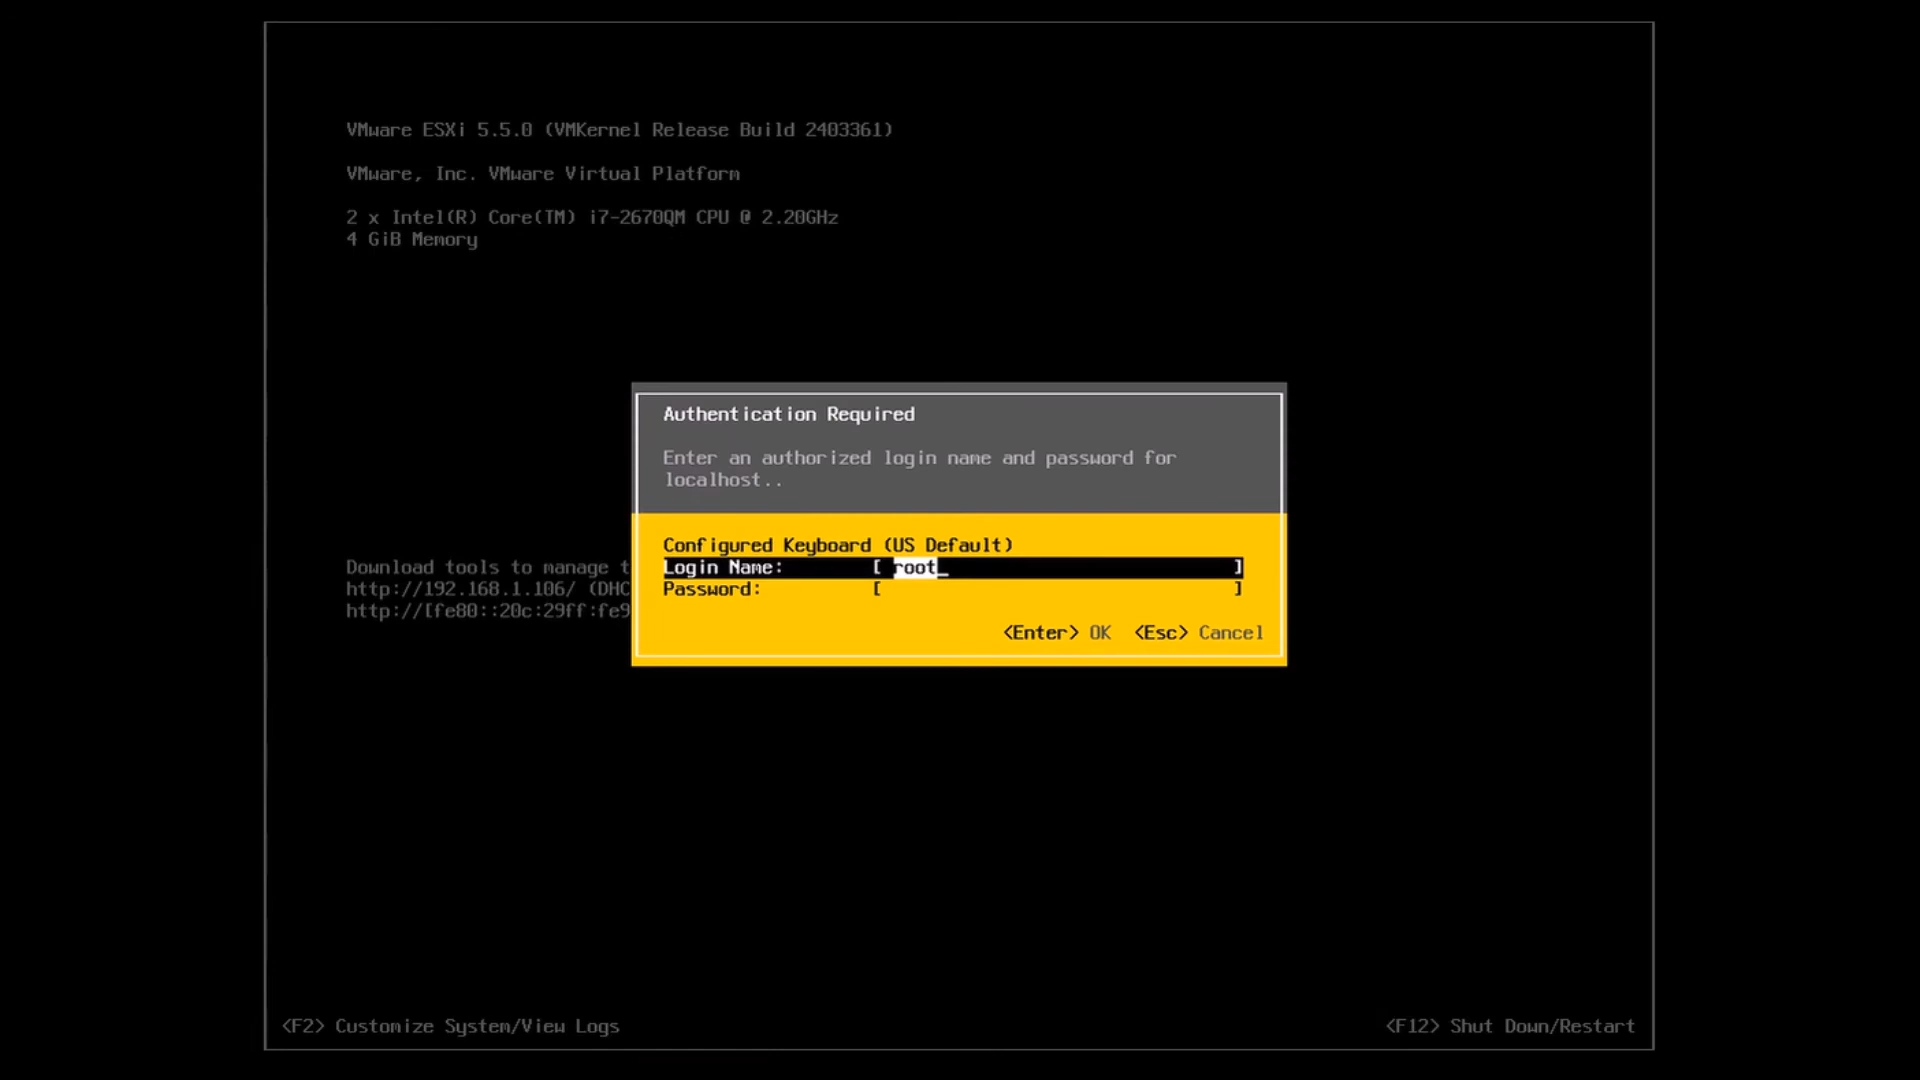 VMware ESXi 5.5.0 (VMKernel Release Build 2403361)
VMware, Inc. VMware Virtual Platform
2 x Intel(R) Core(TM) i7-2670QM CPU @ 2.20GHz
4 GiB Memory
Authentication Required
Enter an authorized login name and password for
localhost..
Configured Keyboard (US Default)
Login Name: [ root_ ]
Password: [ ]
<Enter> OK <Esc> Cancel
Download tools to manage t
http://192.168.1.106/ (DHC
http://[fe80::20c:29ff:fe9
<F2> Customize System/View Logs
<F12> Shut Down/Restart